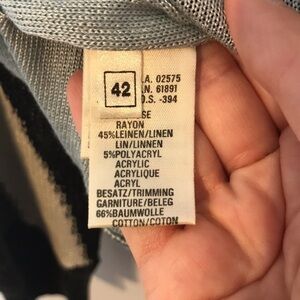 42
.A. 02575
.N. 61891
O.S. -394
SE
RAYON
45%LEINEN/LINEN
LIN/LINNEN
5%POLYACRYL
ACRYLIC
ACRYLIQUE
ACRYL
BESATZ/TRIMMING
GARNITURE/BELEG
66%BAUMWOLLE
COTTON/COTON